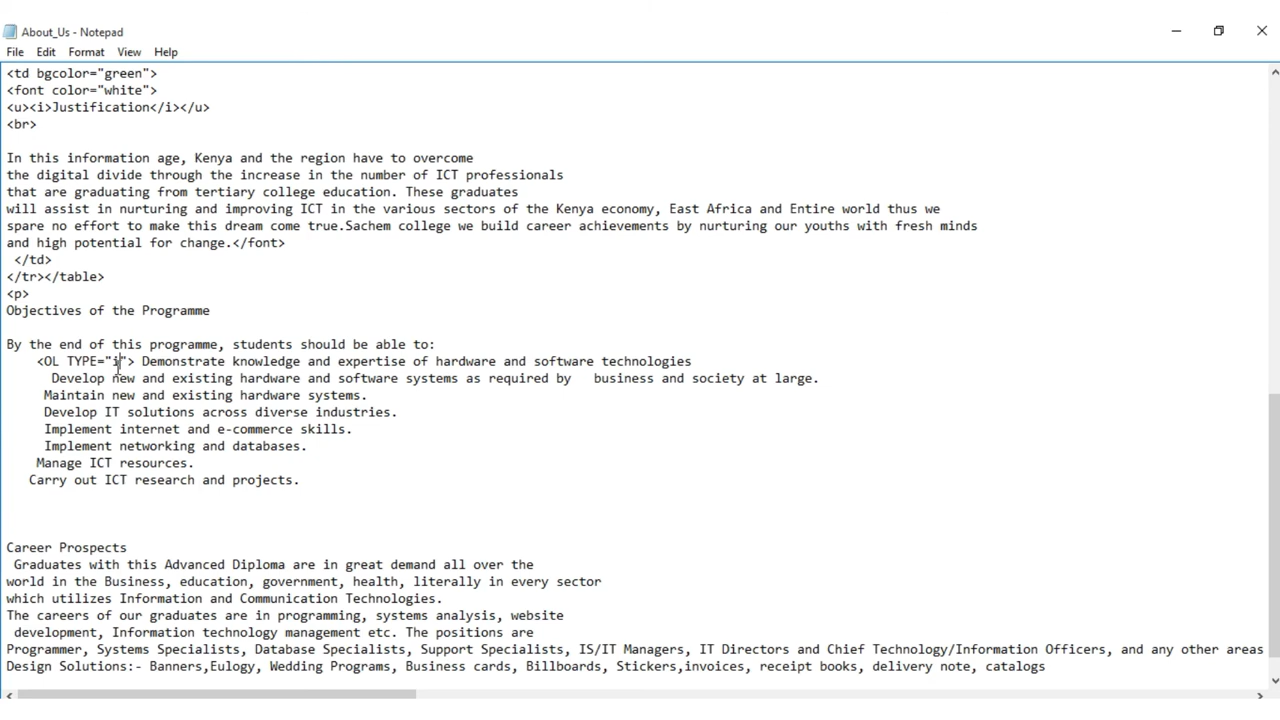 About_Us - Notepad
File Edit Format View Help
<td bgcolor="green">
<font color="white">
<u><i>Justification</i></u>
<br>
In this information age, Kenya and the region have to overcome
the digital divide through the increase in the number of ICT professionals
that are graduating from tertiary college education. These graduates
will assist in nurturing and improving ICT in the various sectors of the Kenya economy, East Africa and Entire world thus we
spare no effort to make this dream come true.Sachem college we build career achievements by nurturing our youths with fresh minds
and high potential for change.</font>
</td>
</tr></table>
<p>
Objectives of the Programme
By the end of this programme, students should be able to:
<OL TYPE="i"> Demonstrate knowledge and expertise of hardware and software technologies
Develop new and existing hardware and software systems as required by business and society at large.
Maintain new and existing hardware systems.
Develop IT solutions across diverse industries.
Implement internet and e-commerce skills.
Implement networking and databases.
Manage ICT resources.
Carry out ICT research and projects.
Career Prospects
Graduates with this Advanced Diploma are in great demand all over the
world in the Business, education, government, health, literally in every sector
which utilizes Information and Communication Technologies.
The careers of our graduates are in programming, systems analysis, website
development, Information technology management etc. The positions are
Programmer, Systems Specialists, Database Specialists, Support Specialists, IS/IT Managers, IT Directors and Chief Technology/Information Officers, and any other areas
Design Solutions:- Banners,Eulogy, Wedding Programs, Business cards, Billboards, Stickers,invoices, receipt books, delivery note, catalogs